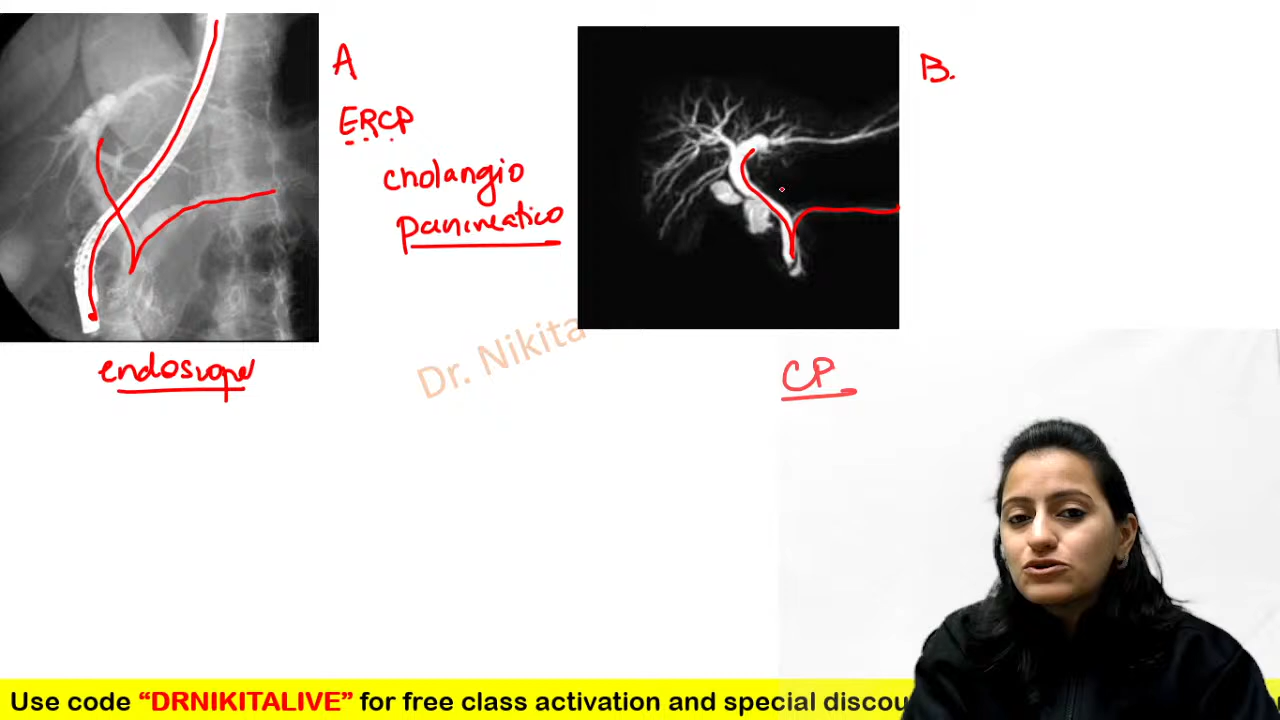 A
ERCP
cholangio
pancreatico
B.
endoscope
CP
Dr. Nikita
Use code “DRNIKITALIVE” for free class activation and special discou